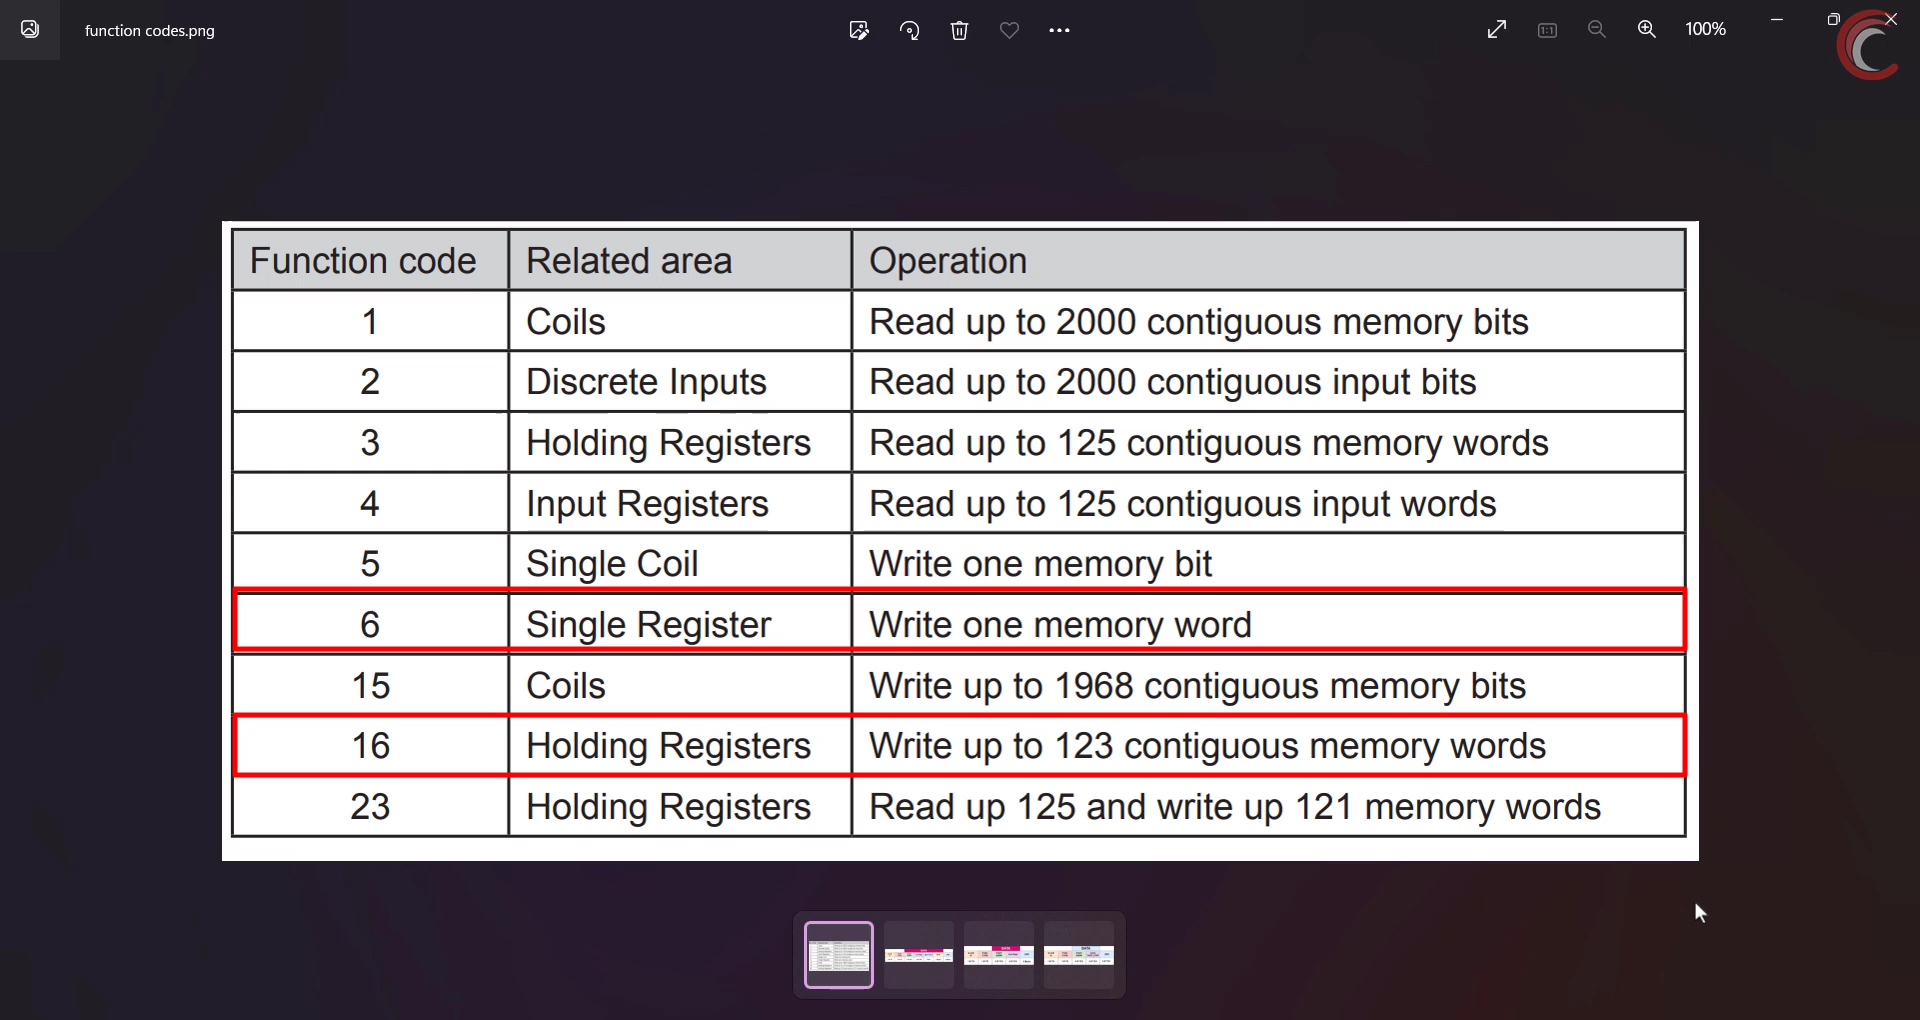 function codes.png
100%
Function code Related area Operation
1 Coils Read up to 2000 contiguous memory bits
2 Discrete Inputs Read up to 2000 contiguous input bits
3 Holding Registers Read up to 125 contiguous memory words
4 Input Registers Read up to 125 contiguous input words
5 Single Coil Write one memory bit
6 Single Register Write one memory word
15 Coils Write up to 1968 contiguous memory bits
16 Holding Registers Write up to 123 contiguous memory words
23 Holding Registers Read up 125 and write up 121 memory words